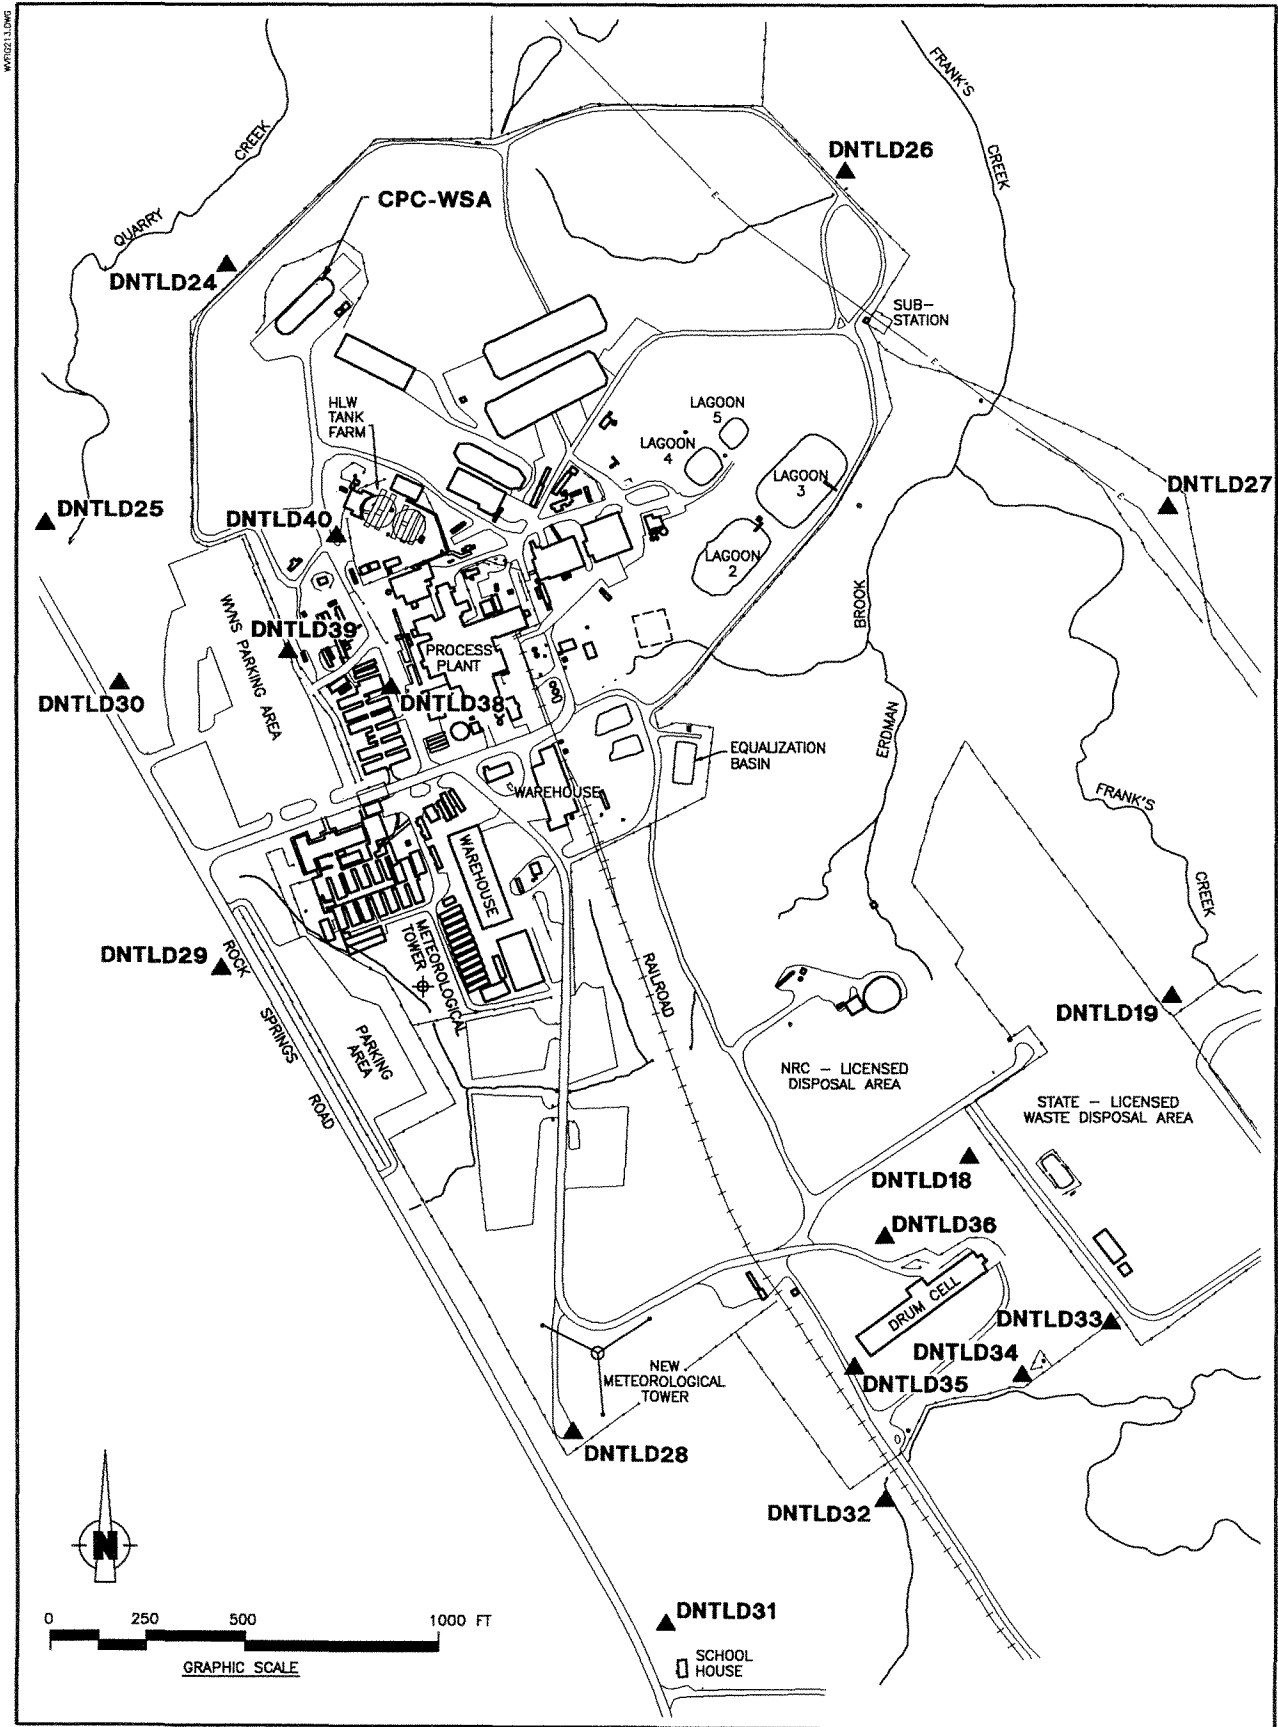 WVFIG213.DWG
FRANK'S
CREEK
DNTLD26
CREEK
CPC-WSA
QUARRY
DNTLD24
SUB-
STATION
HLW
TANK
FARM
LAGOON
5
LAGOON
4
LAGOON
3
DNTLD27
DNTLD25
DNTLD40
LAGOON
2
BROOK
WVNS PARKING AREA
DNTLD39
PROCESS
PLANT
DNTLD30
DNTLD38
ERDMAN
EQUALIZATION
BASIN
FRANK'S
CREEK
WAREHOUSE
WAREHOUSE
METEOROLOGICAL
TOWER
DNTLD29
ROCK
SPRINGS
ROAD
RAILROAD
PARKING
AREA
DNTLD19
NRC – LICENSED
DISPOSAL AREA
STATE – LICENSED
WASTE DISPOSAL AREA
DNTLD18
DNTLD36
DRUM CELL
DNTLD33
DNTLD34
DNTLD35
NEW
METEOROLOGICAL
TOWER
DNTLD28
DNTLD32
N
0 250 500 1000 FT
GRAPHIC SCALE
DNTLD31
SCHOOL
HOUSE